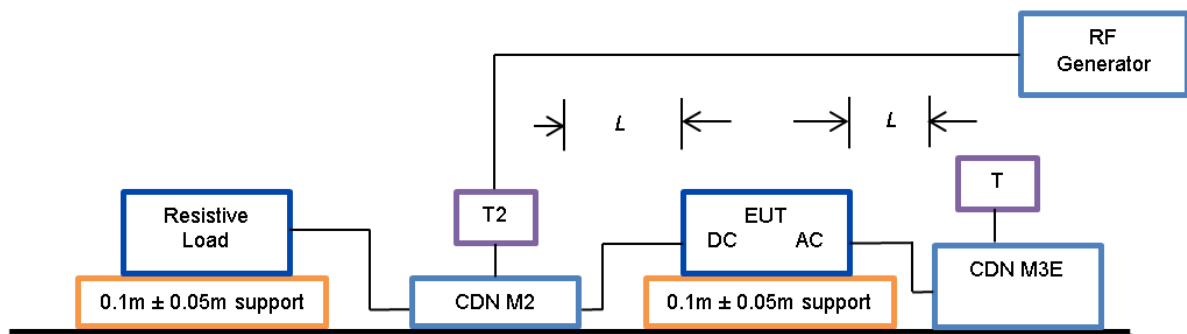 RF
Generator
L
L
T
T2
Resistive
Load
EUT
DC AC
CDN M3E
0.1m ± 0.05m support
CDN M2
0.1m ± 0.05m support